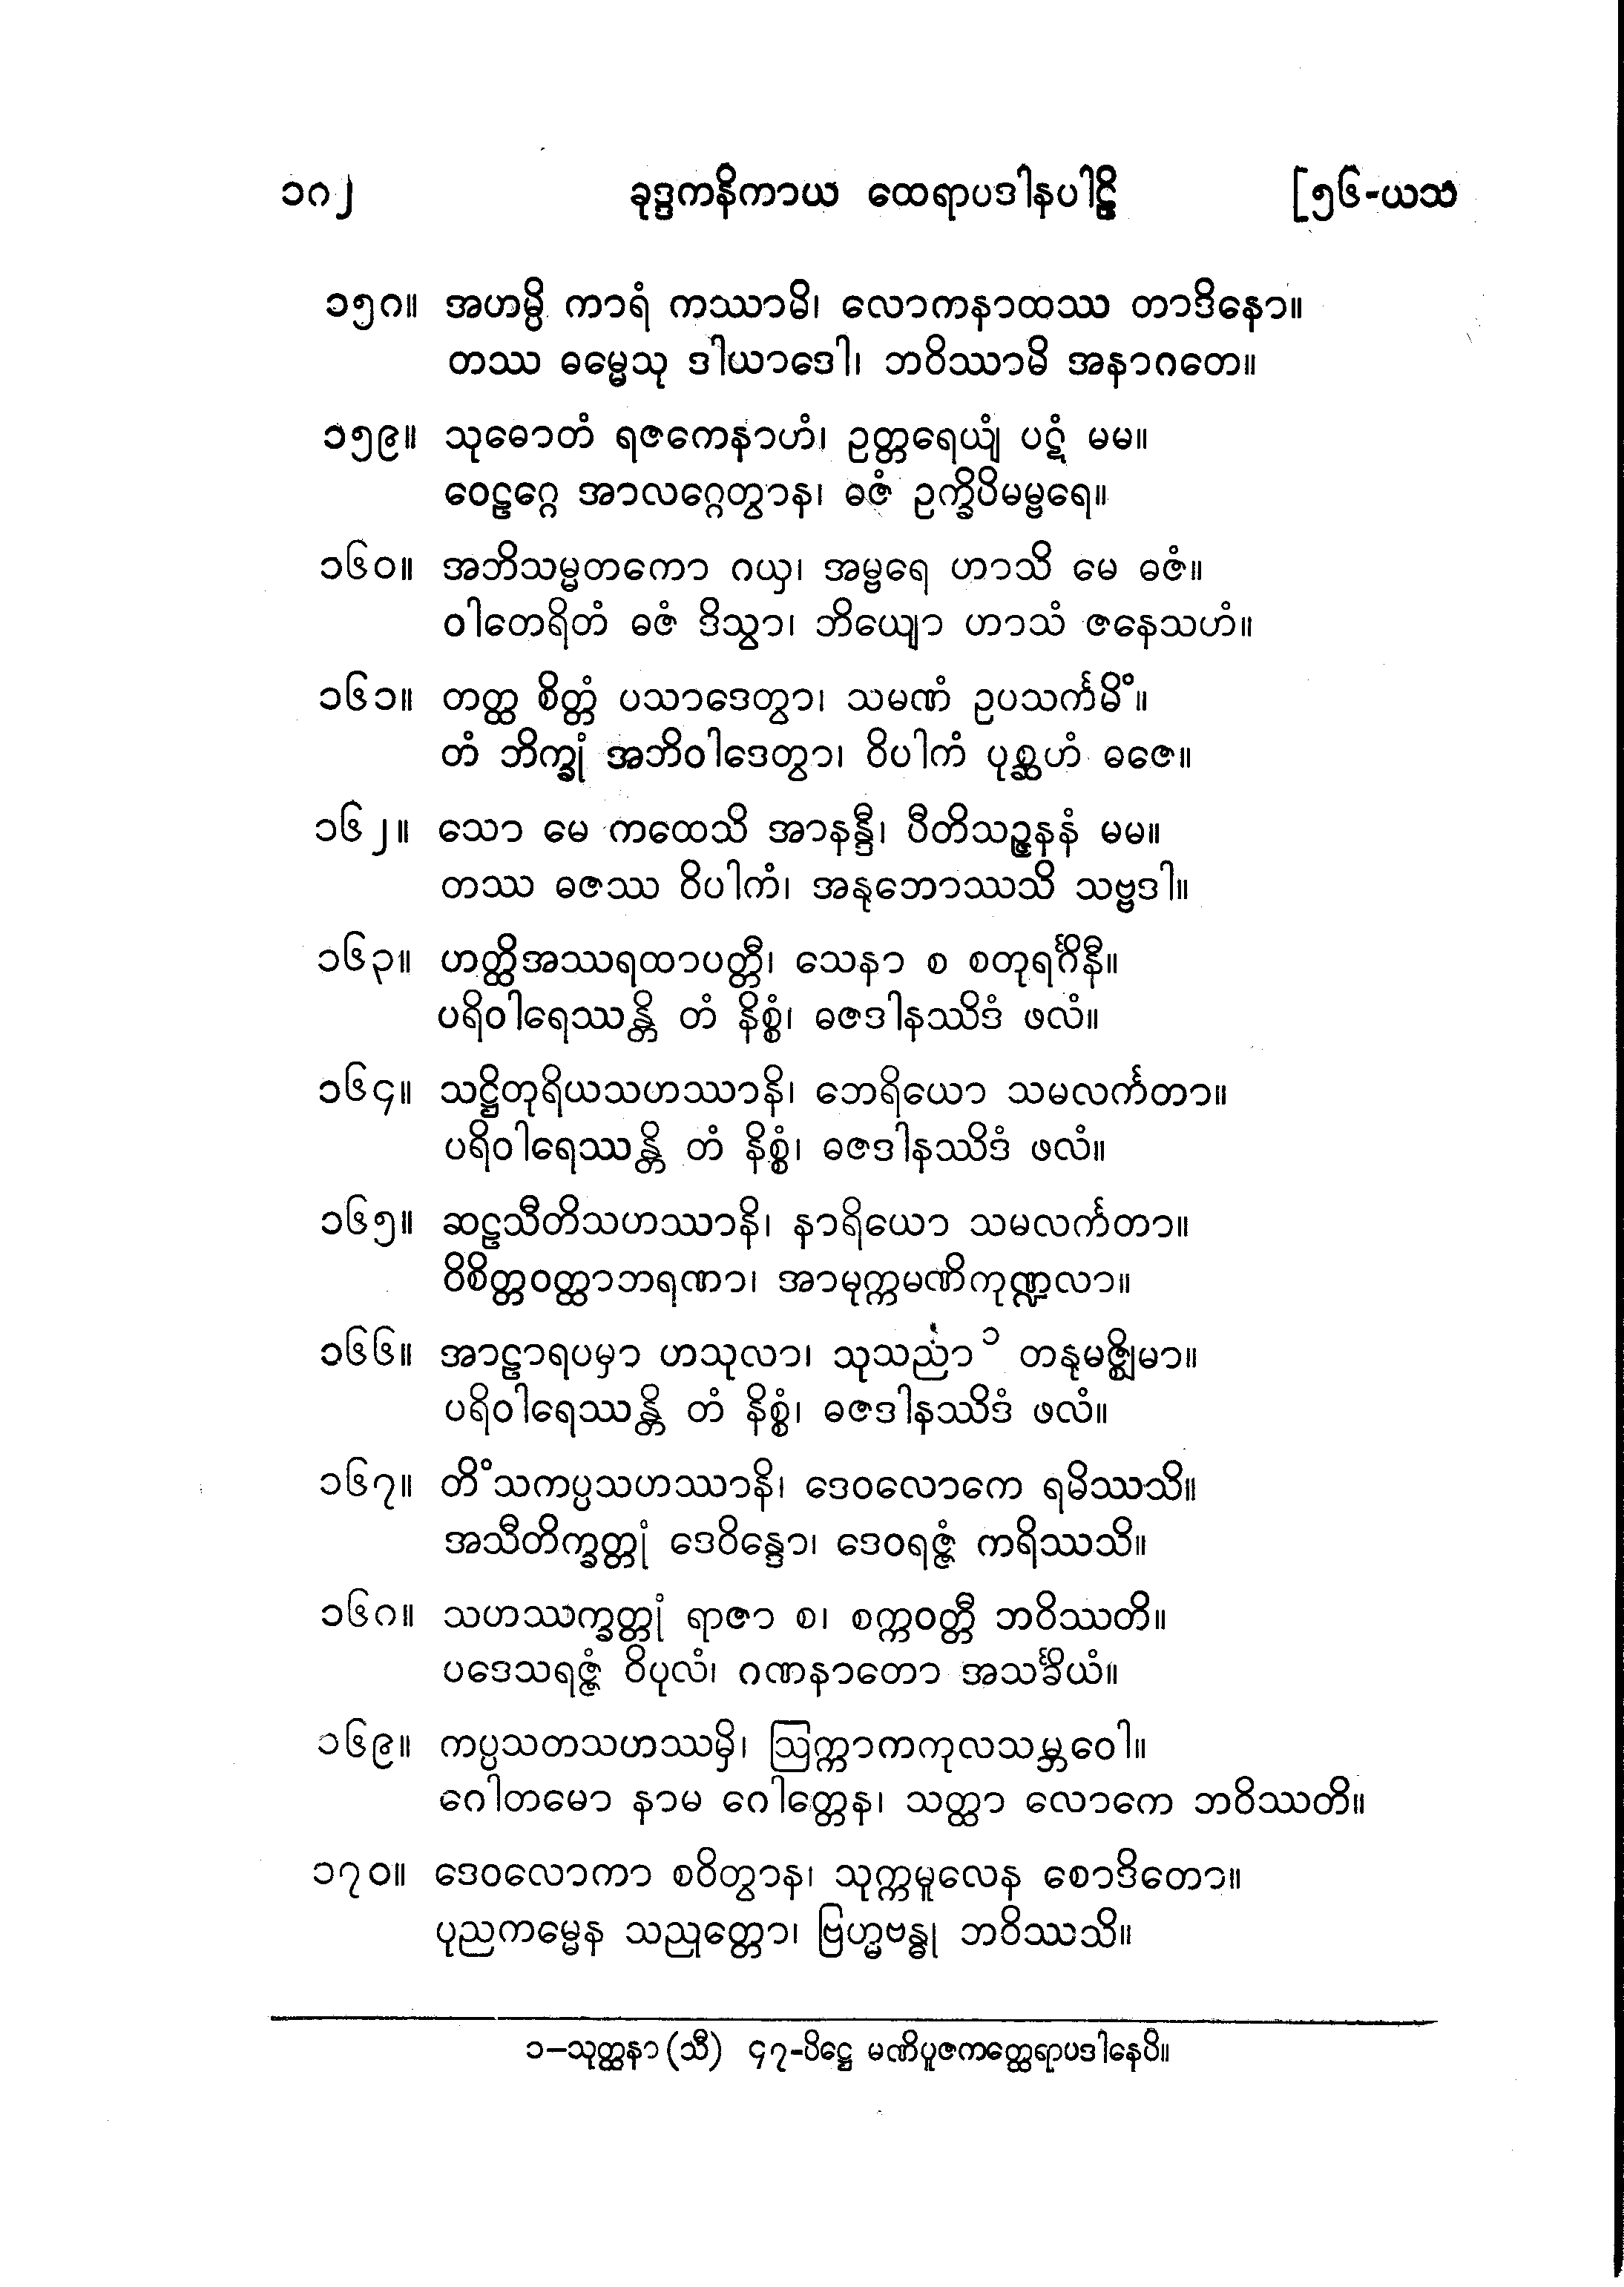 ၁၈၂ ခုဒ္ဒကနိကာယ ထေရာပဒါနပါဠိ [၅၆-ယသ
၁၅၈။ အဟမ္ပိ ကာရံ ကဿာမိ၊ လောကနာထဿ တာဒိနော။
တဿ ဓမ္မေသု ဒါယာဒေါ၊ ဘဝိဿာမိ အနာဂတေ။
၁၅၉။ သုဓောတံ ရဇကေနာဟံ၊ ဥတ္တရေယျံ ပဋံ မမ။
ဝေဠဂ္ဂေ အာလဂ္ဂေတွာန၊ ဓဇံ ဥက္ခိပိမမ္ဗရေ။
၁၆၀။ အဘိသမ္မတကော ဂယှ၊ အမ္ဗရေ ဟာသိ မေ ဓဇံ။
ဝါတေရိတံ ဓဇံ ဒိသွာ၊ ဘိယျော ဟာသံ ဇနေသဟံ။
၁၆၁။ တတ္ထ စိတ္တံ ပသာဒေတွာ၊ သမဏံ ဥပသင်္ကမိံ။
တံ ဘိက္ခုံ အဘိဝါဒေတွာ၊ ဝိပါကံ ပုစ္ဆဟံ ဓဇေ။
၁၆၂။ သော မေ ကထေသိ အာနန္ဒီ၊ ပီတိသဉ္ဇနနံ မမ။
တဿ ဓဇဿ ဝိပါကံ၊ အနုဘောဿသိ သဗ္ဗဒါ။
၁၆၃။ ဟတ္ထိအဿရထာပတ္တီ၊ သေနာ စ စတုရင်္ဂိနီ။
ပရိဝါရေဿန္တိ တံ နိစ္စံ၊ ဓဇဒါနဿိဒံ ဖလံ။
၁၆၄။ သဋ္ဌိတုရိယသဟဿာနိ၊ ဘေရိယော သမလင်္ကတာ။
ပရိဝါရေဿန္တိ တံ နိစ္စံ၊ ဓဇဒါနဿိဒံ ဖလံ။
၁၆၅။ ဆဠသီတိသဟဿာနိ၊ နာရိယော သမလင်္ကတာ။
ဝိစိတ္တဝတ္ထာဘရဏာ၊ အာမုက္ကမဏိကုဏ္ဍလာ။
၁၆၆။ အာဠာရပမှာ ဟသုလာ၊ သုသညာ ၁ တနုမဇ္ဈိမာ။
ပရိဝါရေဿန္တိ တံ နိစ္စံ၊ ဓဇဒါနဿိဒံ ဖလံ။
၁၆၇။ တိံသကပ္ပသဟဿာနိ၊ ဒေဝလောကေ ရမိဿသိ။
အသီတိက္ခတ္တုံ ဒေဝိန္ဒော၊ ဒေဝရဇ္ဇံ ကရိဿသိ။
၁၆၈။ သဟဿက္ခတ္တုံ ရာဇာ စ၊ စက္ကဝတ္တီ ဘဝိဿတိ။
ပဒေသရဇ္ဇံ ဝိပုလံ၊ ဂဏနာတော အသင်္ခိယံ။
၁၆၉။ ကပ္ပသတသဟဿမှိ၊ ဩက္ကာကကုလသမ္ဘဝေါ။
ဂေါတမော နာမ ဂေါတ္တေန၊ သတ္ထာ လောကေ ဘဝိဿတိ။
၁၇၀။ ဒေဝလောကာ စဝိတွာန၊ သုက္ကမူလေန စောဒိတော။
ပုညကမ္မေန သညုတ္တော၊ ဗြဟ္မဗန္ဓု ဘဝိဿသိ။
၁–သုတ္ထနာ (သီ) ၄၇-ပိဋ္ဌေ မဏိပူဇကတ္ထေရာပဒါနေပိ။